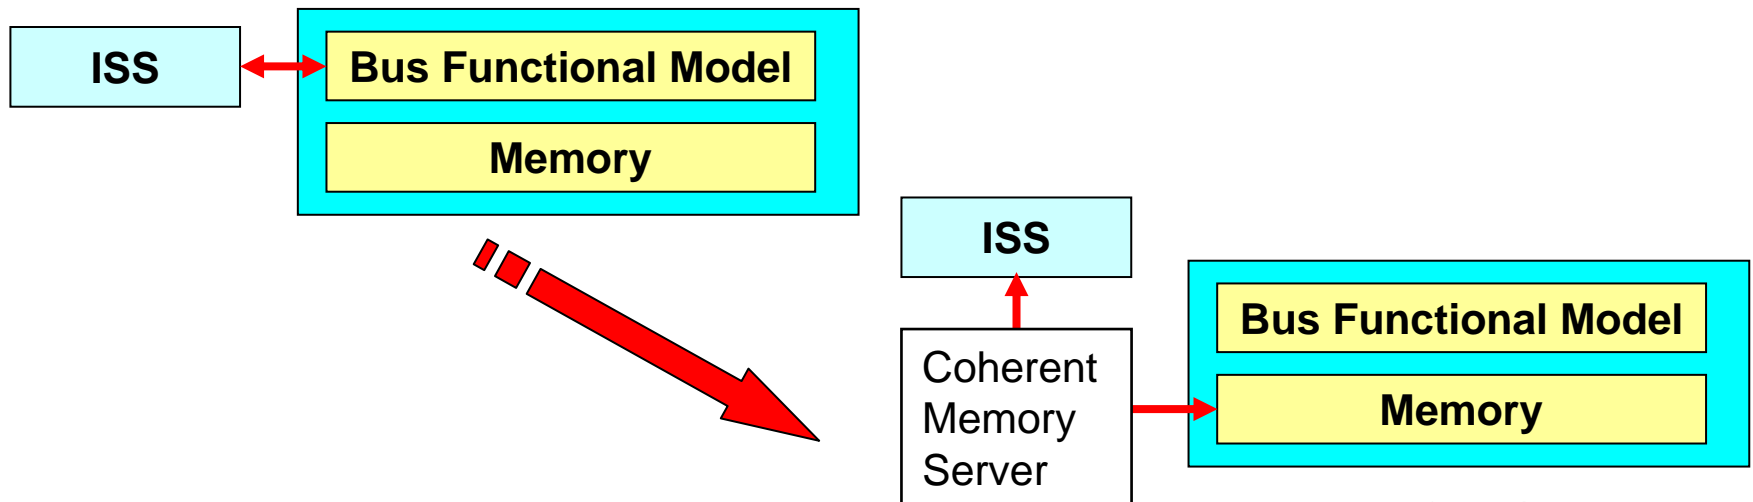 ISS
Bus Functional Model
Memory
ISS
Coherent
Memory
Server
Bus Functional Model
Memory